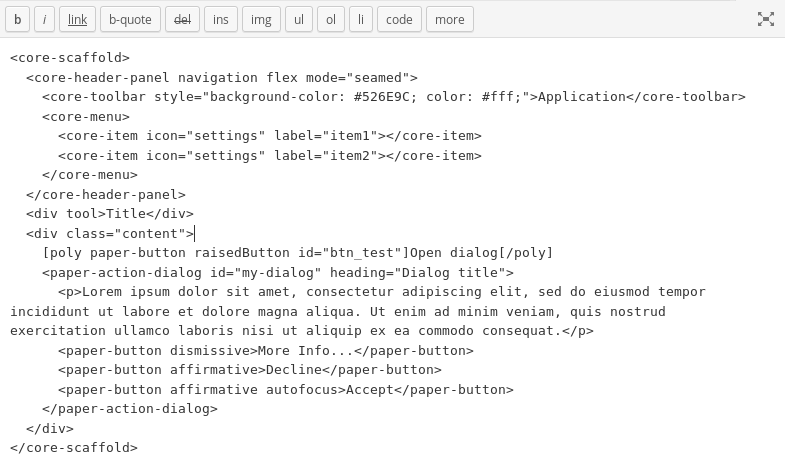 b i link b-quote del ins img ul ol li code more
<core-scaffold>
  <core-header-panel navigation flex mode="seamed">
    <core-toolbar style="background-color: #526E9C; color: #fff;">Application</core-toolbar>
    <core-menu>
      <core-item icon="settings" label="item1"></core-item>
      <core-item icon="settings" label="item2"></core-item>
    </core-menu>
  </core-header-panel>
  <div tool>Title</div>
  <div class="content">
    [poly paper-button raisedButton id="btn_test"]Open dialog[/poly]
    <paper-action-dialog id="my-dialog" heading="Dialog title">
      <p>Lorem ipsum dolor sit amet, consectetur adipiscing elit, sed do eiusmod tempor
incididunt ut labore et dolore magna aliqua. Ut enim ad minim veniam, quis nostrud
exercitation ullamco laboris nisi ut aliquip ex ea commodo consequat.</p>
      <paper-button dismissive>More Info...</paper-button>
      <paper-button affirmative>Decline</paper-button>
      <paper-button affirmative autofocus>Accept</paper-button>
    </paper-action-dialog>
  </div>
</core-scaffold>